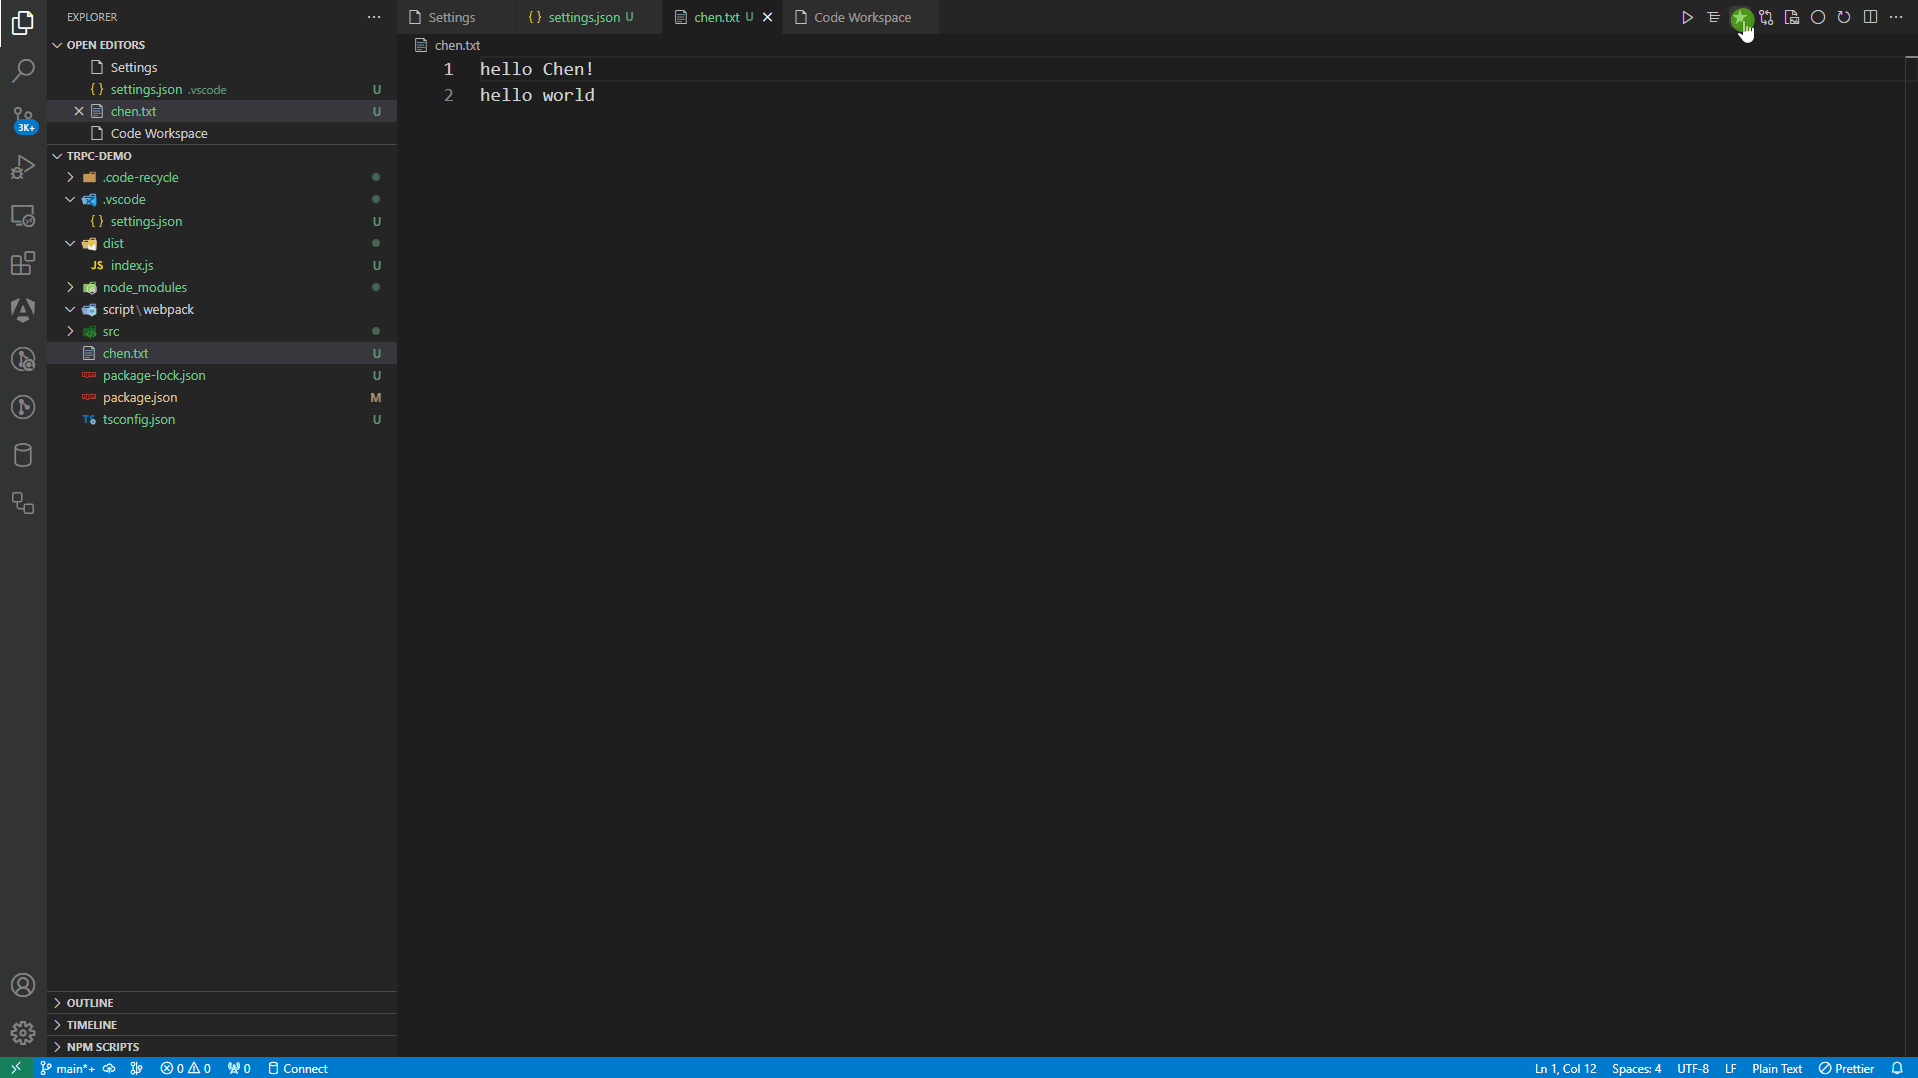 EXPLORER
OPEN EDITORS
Settings
settings.json .vscode U
chen.txt U
Code Workspace
TRPC-DEMO
.code-recycle
.vscode
{} settings.json U
dist
JS index.js U
node_modules
script\webpack
src
chen.txt U
package-lock.json U
package.json M
TS tsconfig.json U
OUTLINE
TIMELINE
NPM SCRIPTS
3K+
Settings
{} settings.json U
chen.txt U
Code Workspace
chen.txt
1 hello Chen!
2 hello world
main*+ 0 0 0 Connect
Ln 1, Col 12 Spaces: 4 UTF-8 LF Plain Text Prettier